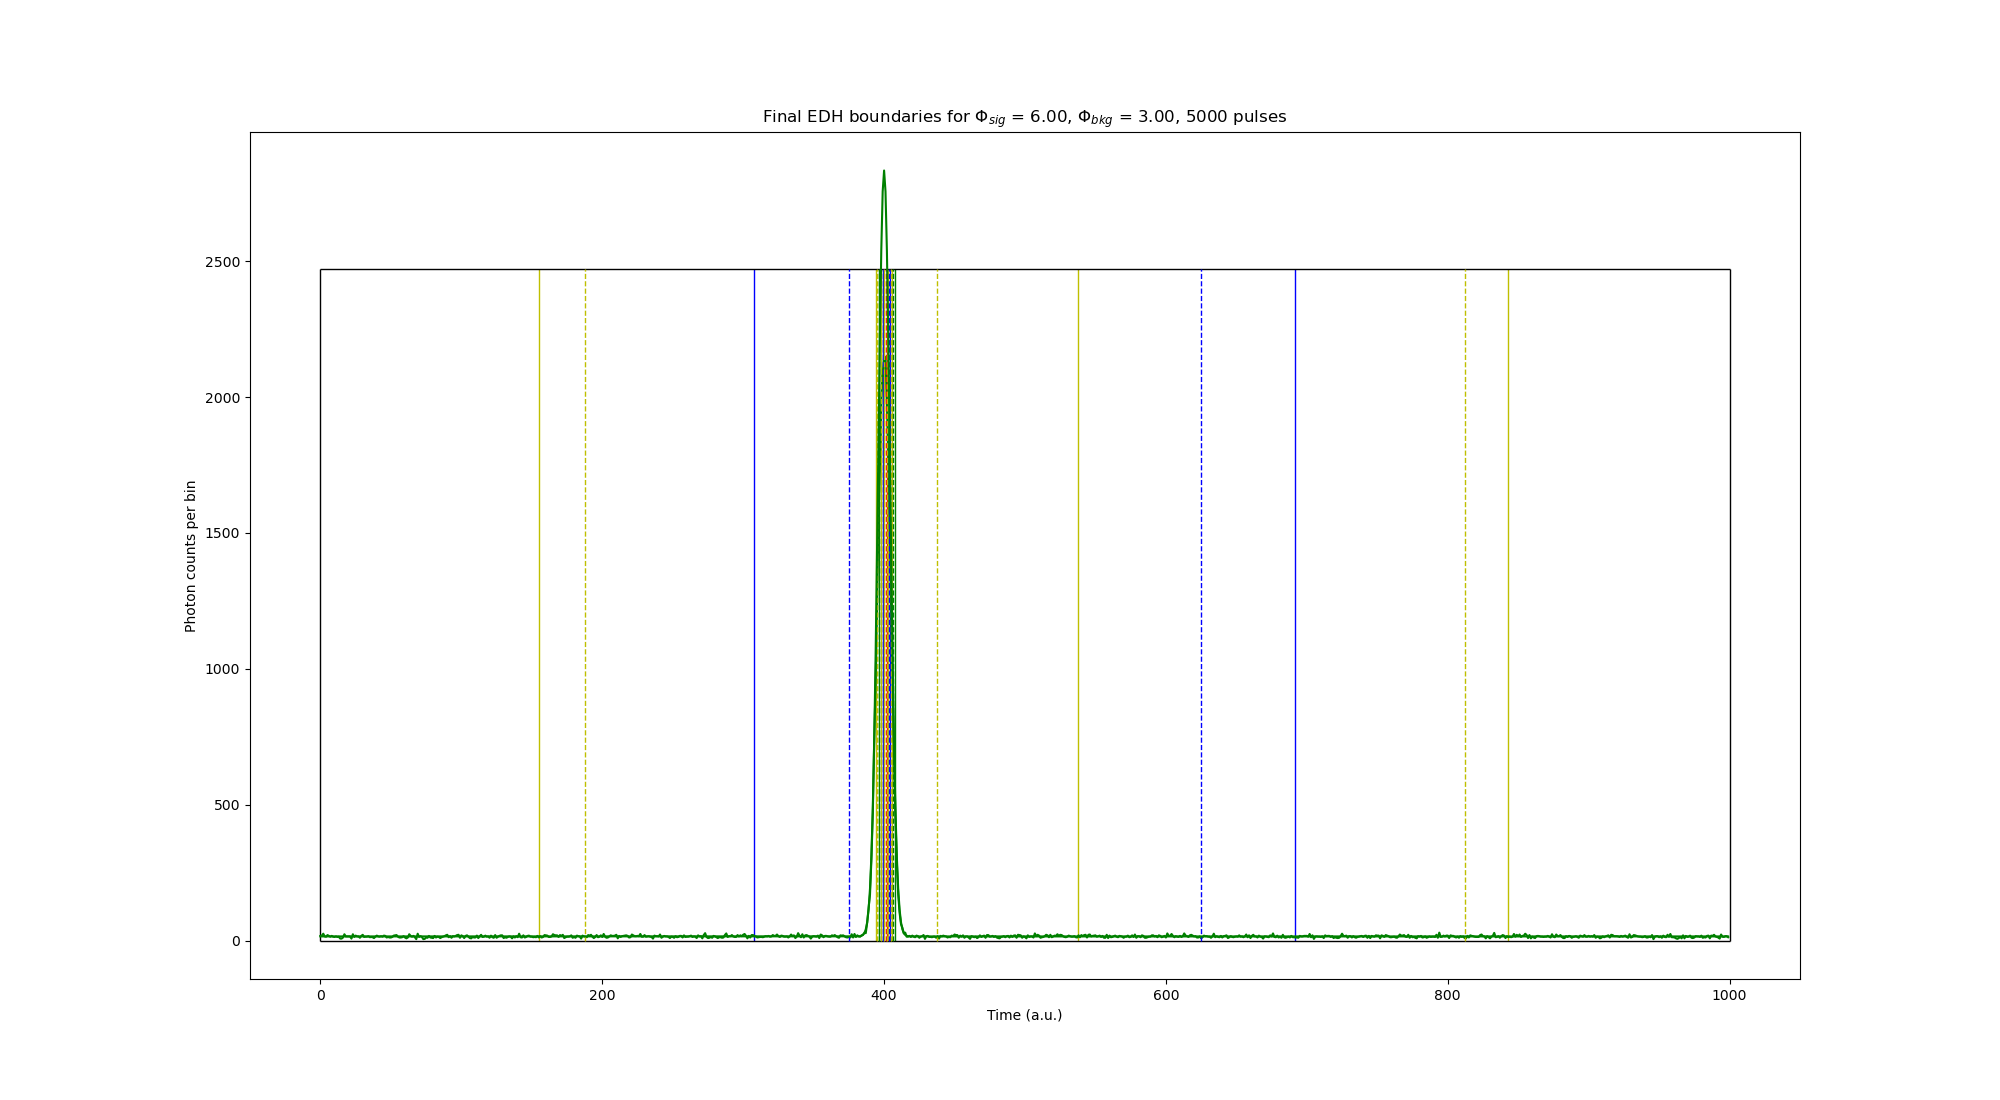 Final EDH boundaries for Φsig = 6.00, Φbkg = 3.00, 5000 pulses
2500
2000
1500
1000
500
0
Photon counts per bin
0 200 400 600 800 1000
Time (a.u.)